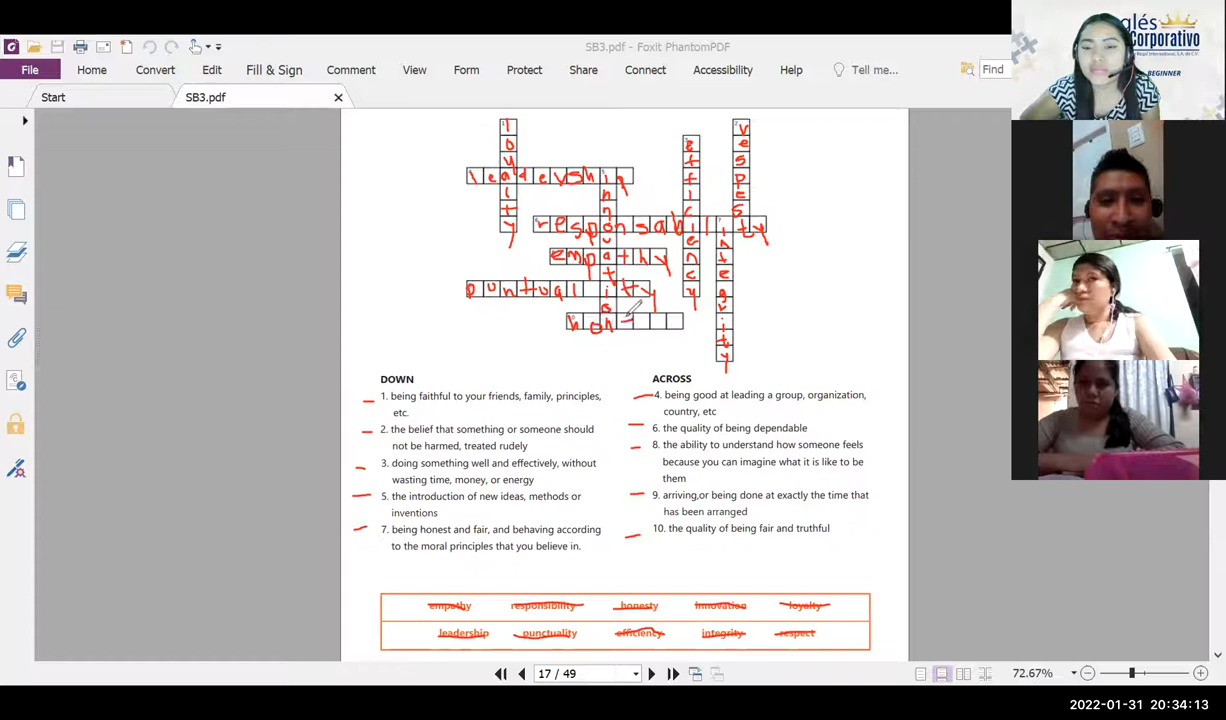 SB3.pdf - Foxit PhantomPDF
File Home Convert Edit Fill & Sign Comment View Form Protect Share Connect Accessibility Help Tell me... Find
Start SB3.pdf
glés
Corporativo
BEGINNER
loyalty
respest
efficiency
leadership
innovation
responsability
integrity
empathy
puntuality
hon
DOWN
1. being faithful to your friends, family, principles,
etc.
2. the belief that something or someone should
not be harmed, treated rudely
3. doing something well and effectively, without
wasting time, money, or energy
5. the introduction of new ideas, methods or
inventions
7. being honest and fair, and behaving according
to the moral principles that you believe in.
ACROSS
4. being good at leading a group, organization,
country, etc
6. the quality of being dependable
8. the ability to understand how someone feels
because you can imagine what it is like to be
them
9. arriving,or being done at exactly the time that
has been arranged
10. the quality of being fair and truthful
empathy responsibility honesty innovation loyalty
leadership punctuality efficiency integrity respect
17 / 49
72.67%
2022-01-31 20:34:13